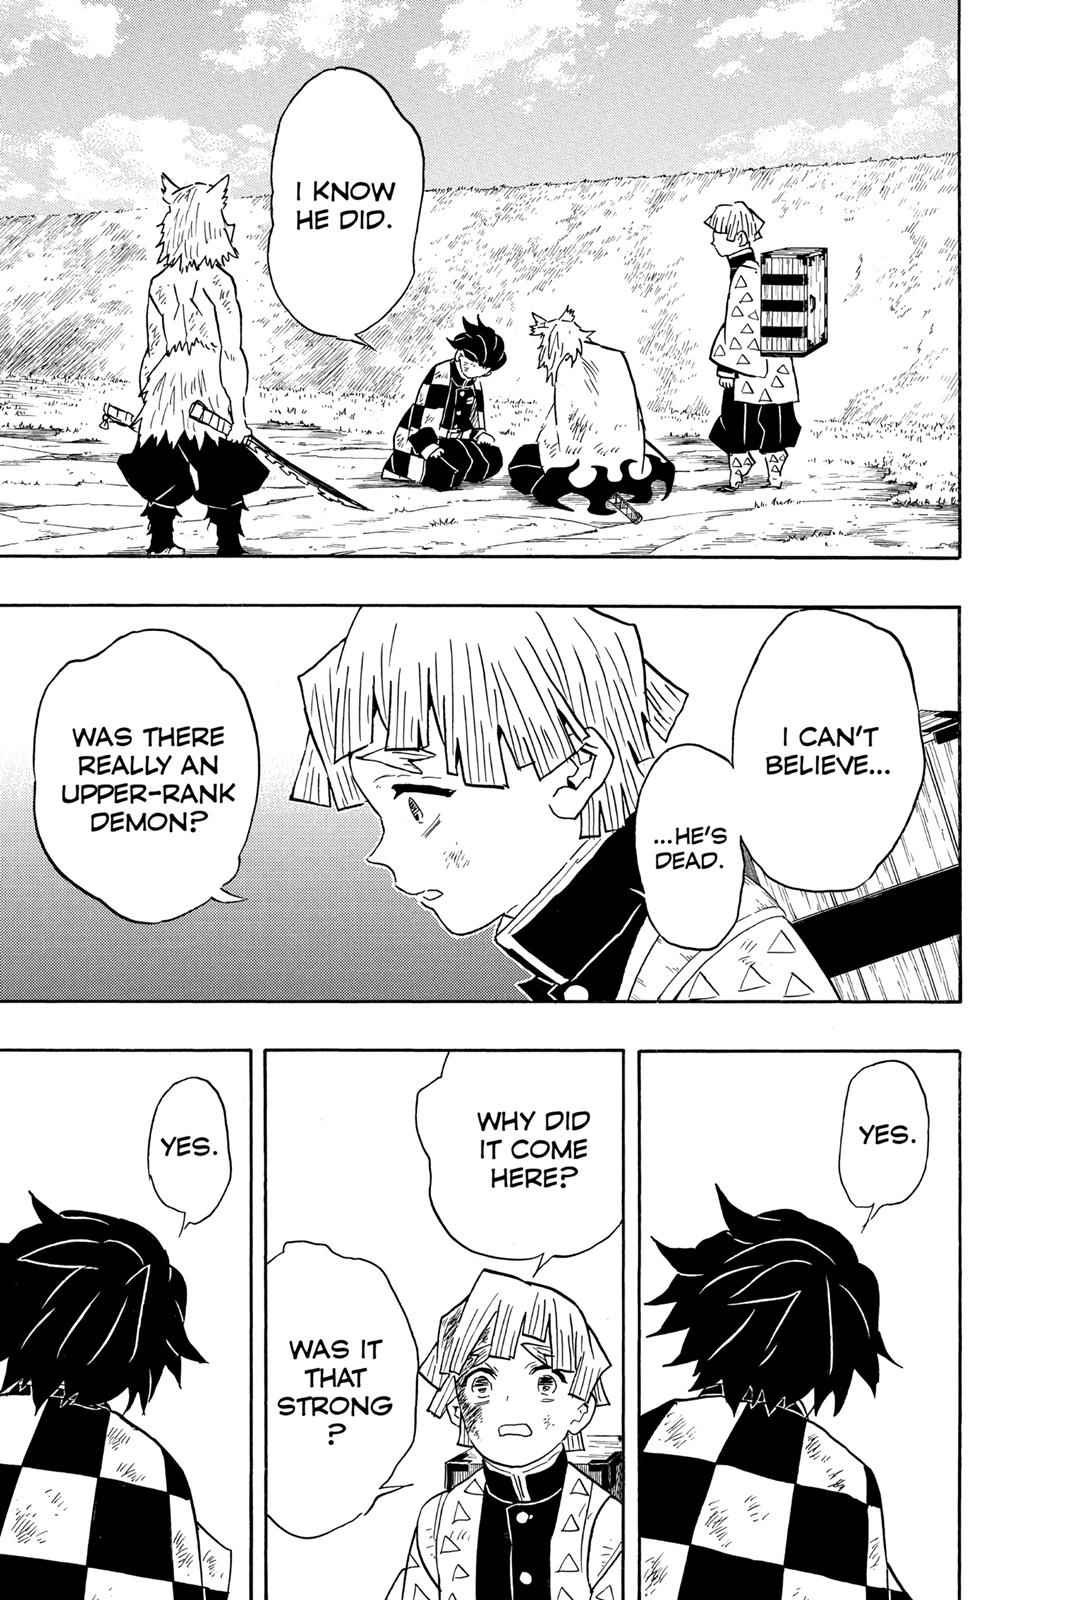 I KNOW
HE DID.
I CAN'T
BELIEVE...
...HE'S
DEAD.
WAS THERE
REALLY AN
UPPER-RANK
DEMON?
YES.
WHY DID
IT COME
HERE?
WAS IT
THAT
STRONG
?
YES.